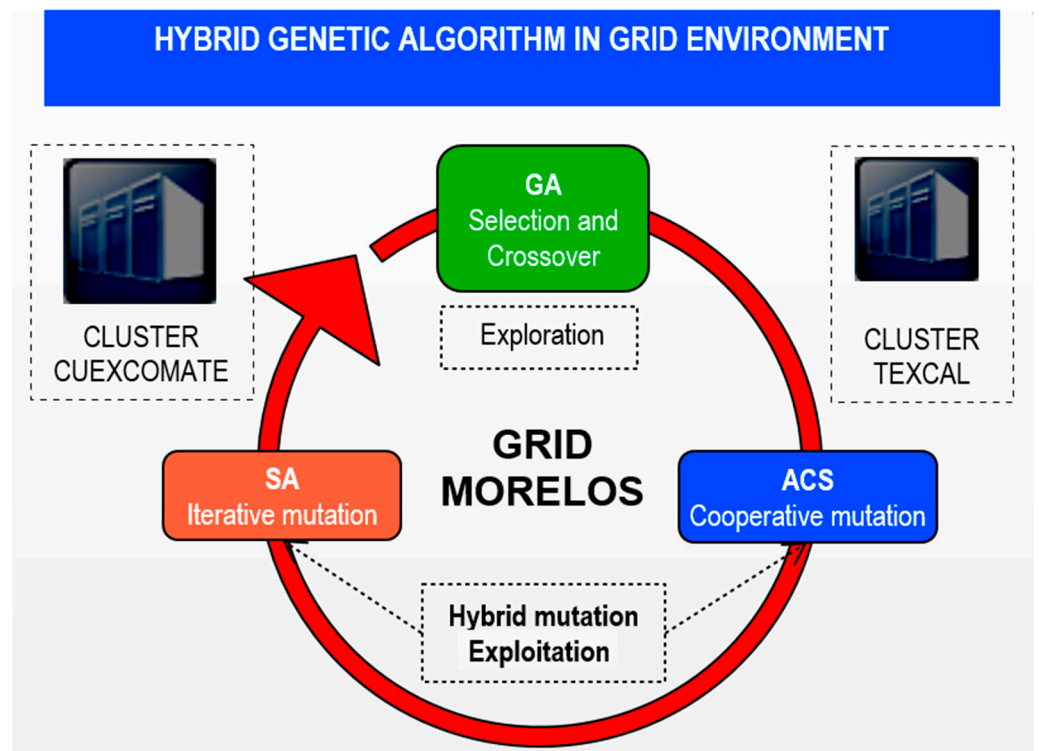 HYBRID GENETIC ALGORITHM IN GRID ENVIRONMENT
GA
Selection and
Crossover
CLUSTER
CUEXCOMATE
Exploration
CLUSTER
TEXCAL
GRID
MORELOS
SA
Iterative mutation
ACS
Cooperative mutation
Hybrid mutation
Exploitation